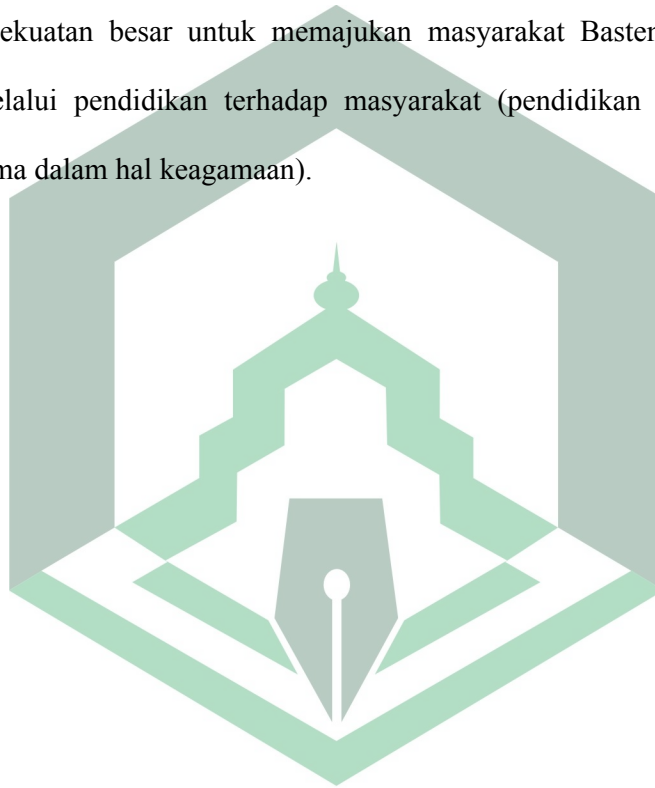 ekuatan besar untuk memajukan masyarakat Baster
elalui pendidikan terhadap masyarakat (pendidikan
ma dalam hal keagamaan).